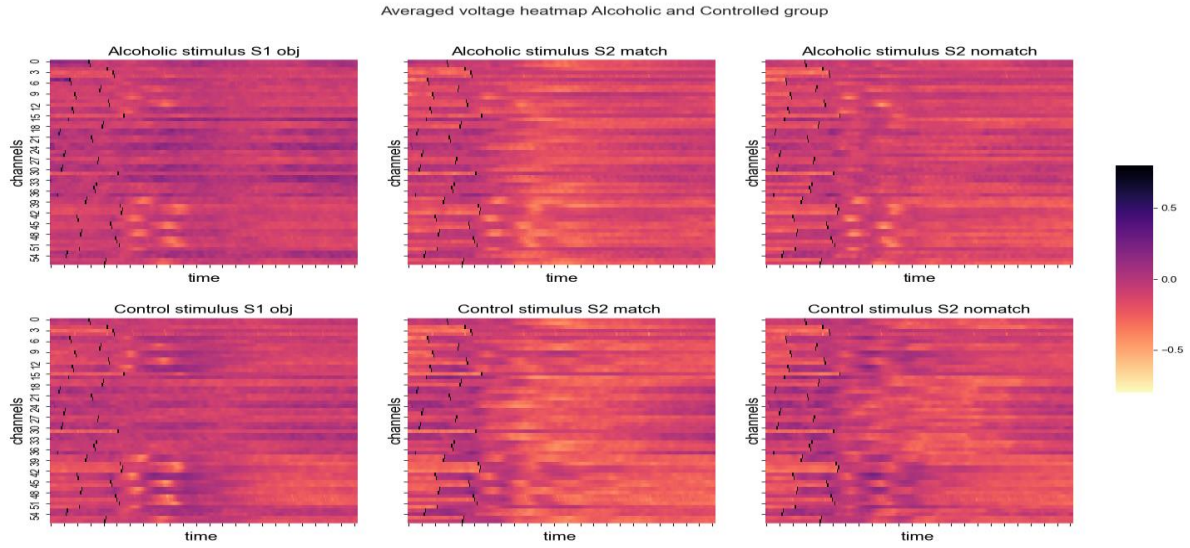 Averaged voltage heatmap Alcoholic and Controlled group
Alcoholic stimulus S1 obj
Alcoholic stimulus S2 match
Alcoholic stimulus S2 nomatch
channels
0
3
6
9
12
15
18
21
24
27
30
33
36
39
42
45
48
51
54
time
channels
time
channels
time
Control stimulus S1 obj
Control stimulus S2 match
Control stimulus S2 nomatch
channels
0
3
6
9
12
15
18
21
24
27
30
33
36
39
42
45
48
51
54
time
channels
time
channels
time
0.5
0.0
−0.5